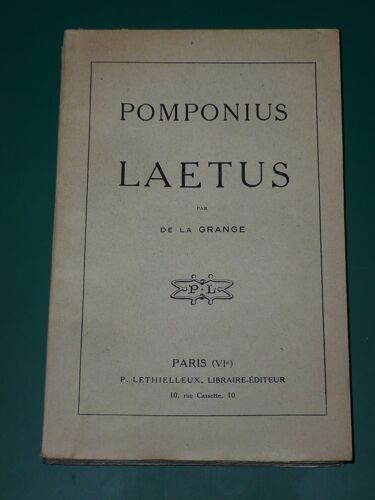 POMPONIUS
LAETUS
PAR
DE LA GRANGE
P·L
PARIS (VIᵉ)
P. LETHIELLEUX, LIBRAIRE-ÉDITEUR
10, rue Cassette, 10